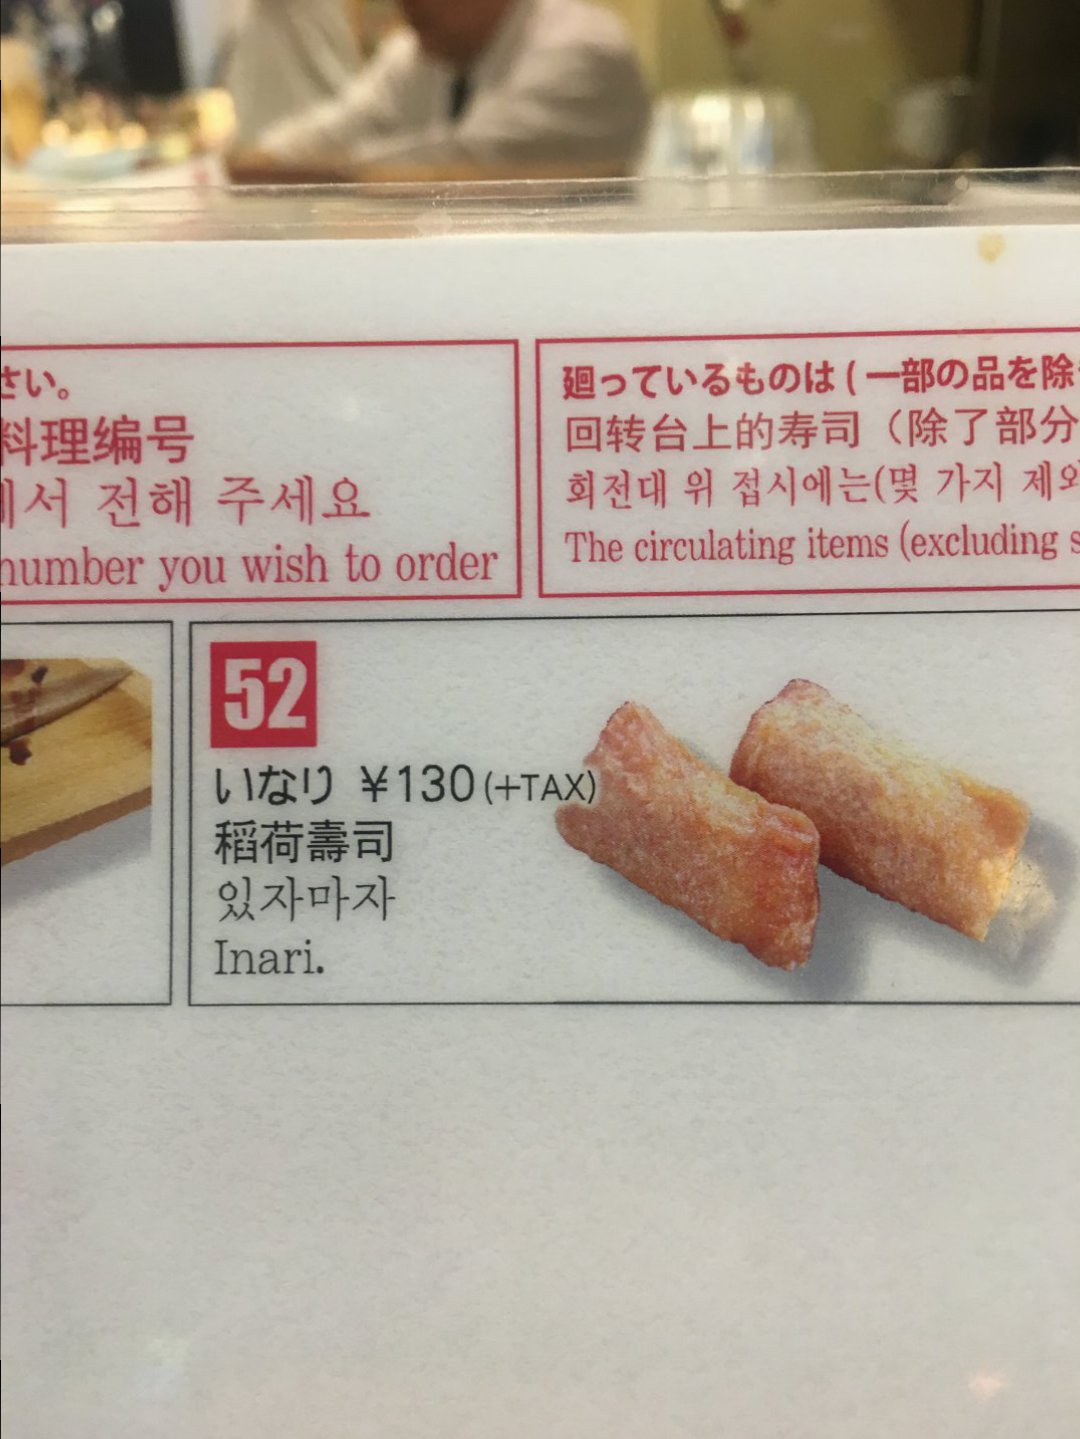 さい。
料理编号
에서 전해 주세요
number you wish to order
廻っているものは ( 一部の品を除
回转台上的寿司（除了部分
회전대 위 접시에는(몇 가지 제외
The circulating items (excluding
52
いなり ¥130(+TAX)
稻荷壽司
있자마자
Inari.